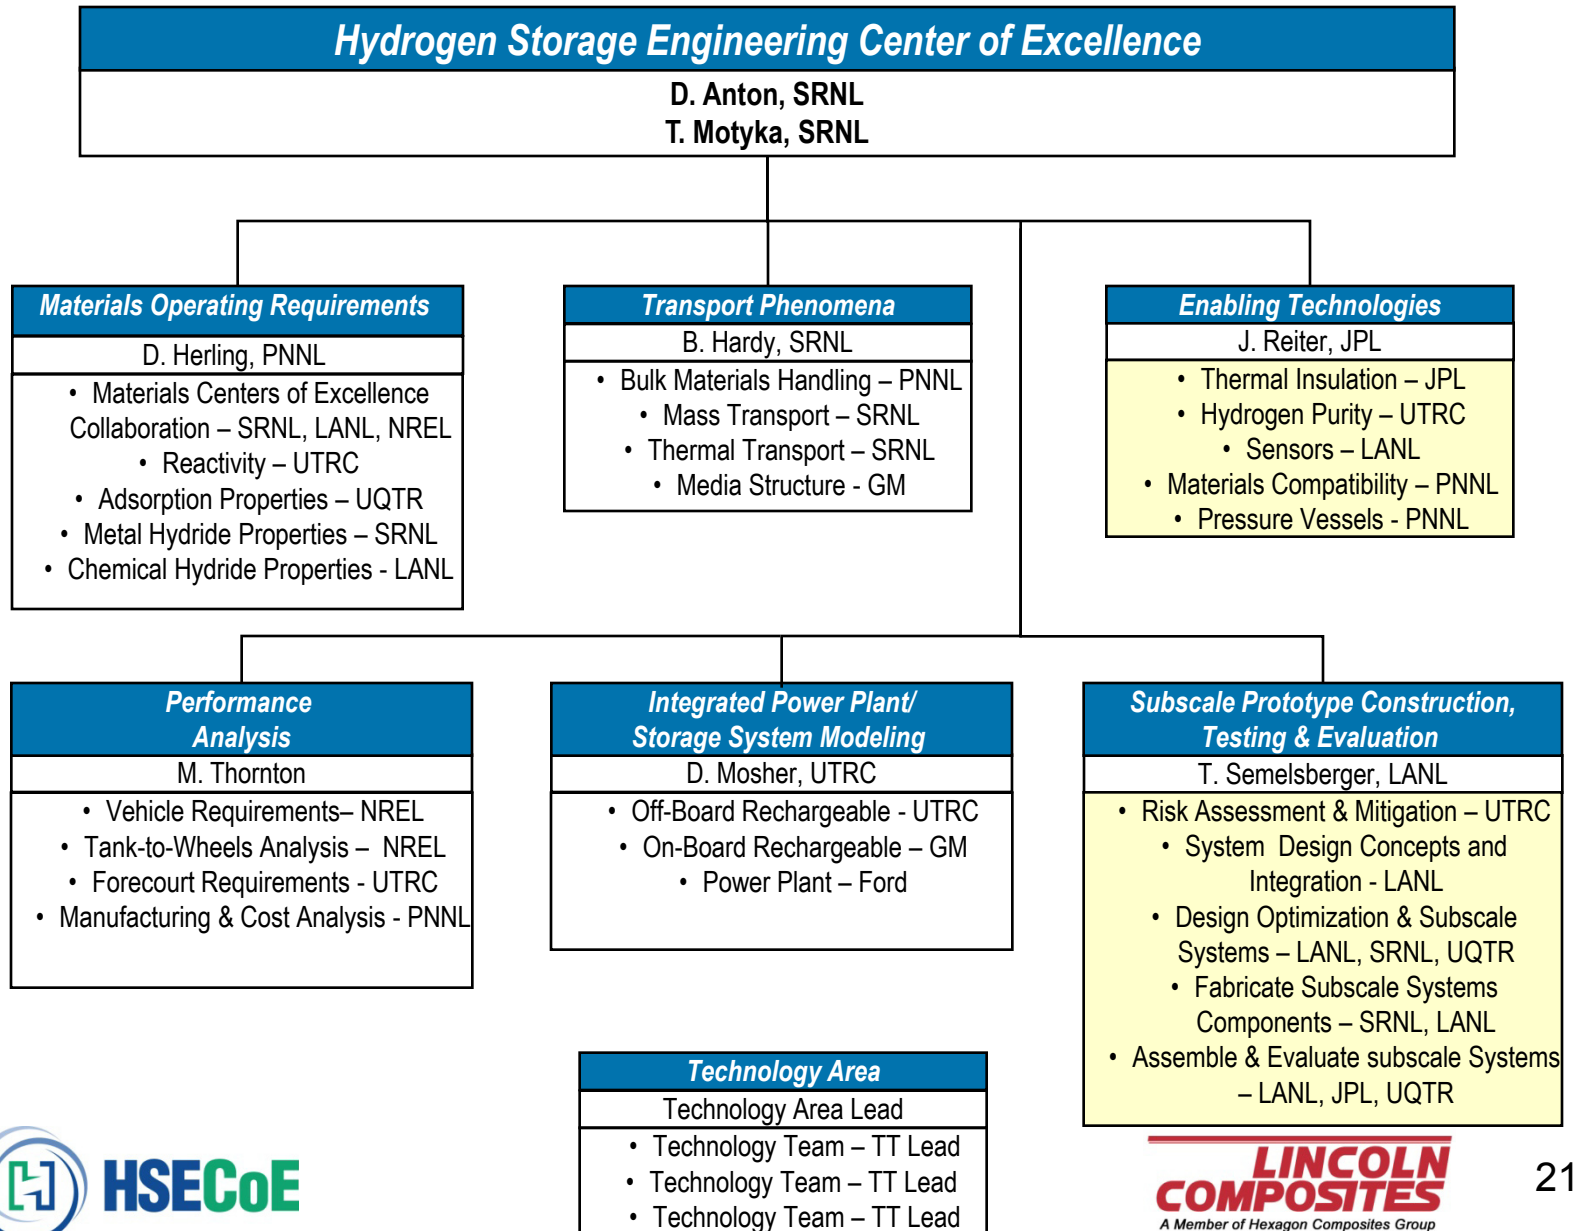 Hydrogen Storage Engineering Center of Excellence
D. Anton, SRNL
T. Motyka, SRNL
Materials Operating Requirements
D. Herling, PNNL
• Materials Centers of Excellence
Collaboration – SRNL, LANL, NREL
• Reactivity – UTRC
• Adsorption Properties – UQTR
• Metal Hydride Properties – SRNL
• Chemical Hydride Properties - LANL
Transport Phenomena
B. Hardy, SRNL
• Bulk Materials Handling – PNNL
• Mass Transport – SRNL
• Thermal Transport – SRNL
• Media Structure - GM
Enabling Technologies
J. Reiter, JPL
• Thermal Insulation – JPL
• Hydrogen Purity – UTRC
• Sensors – LANL
• Materials Compatibility – PNNL
• Pressure Vessels - PNNL
Performance
Analysis
M. Thornton
• Vehicle Requirements– NREL
• Tank-to-Wheels Analysis – NREL
• Forecourt Requirements - UTRC
• Manufacturing & Cost Analysis - PNNL
Integrated Power Plant/
Storage System Modeling
D. Mosher, UTRC
• Off-Board Rechargeable - UTRC
• On-Board Rechargeable – GM
• Power Plant – Ford
Subscale Prototype Construction,
Testing & Evaluation
T. Semelsberger, LANL
• Risk Assessment & Mitigation – UTRC
• System Design Concepts and
Integration - LANL
• Design Optimization & Subscale
Systems – LANL, SRNL, UQTR
• Fabricate Subscale Systems
Components – SRNL, LANL
• Assemble & Evaluate subscale Systems
– LANL, JPL, UQTR
Technology Area
Technology Area Lead
• Technology Team – TT Lead
• Technology Team – TT Lead
• Technology Team – TT Lead
HSECoE
LINCOLN
COMPOSITES
A Member of Hexagon Composites Group
21